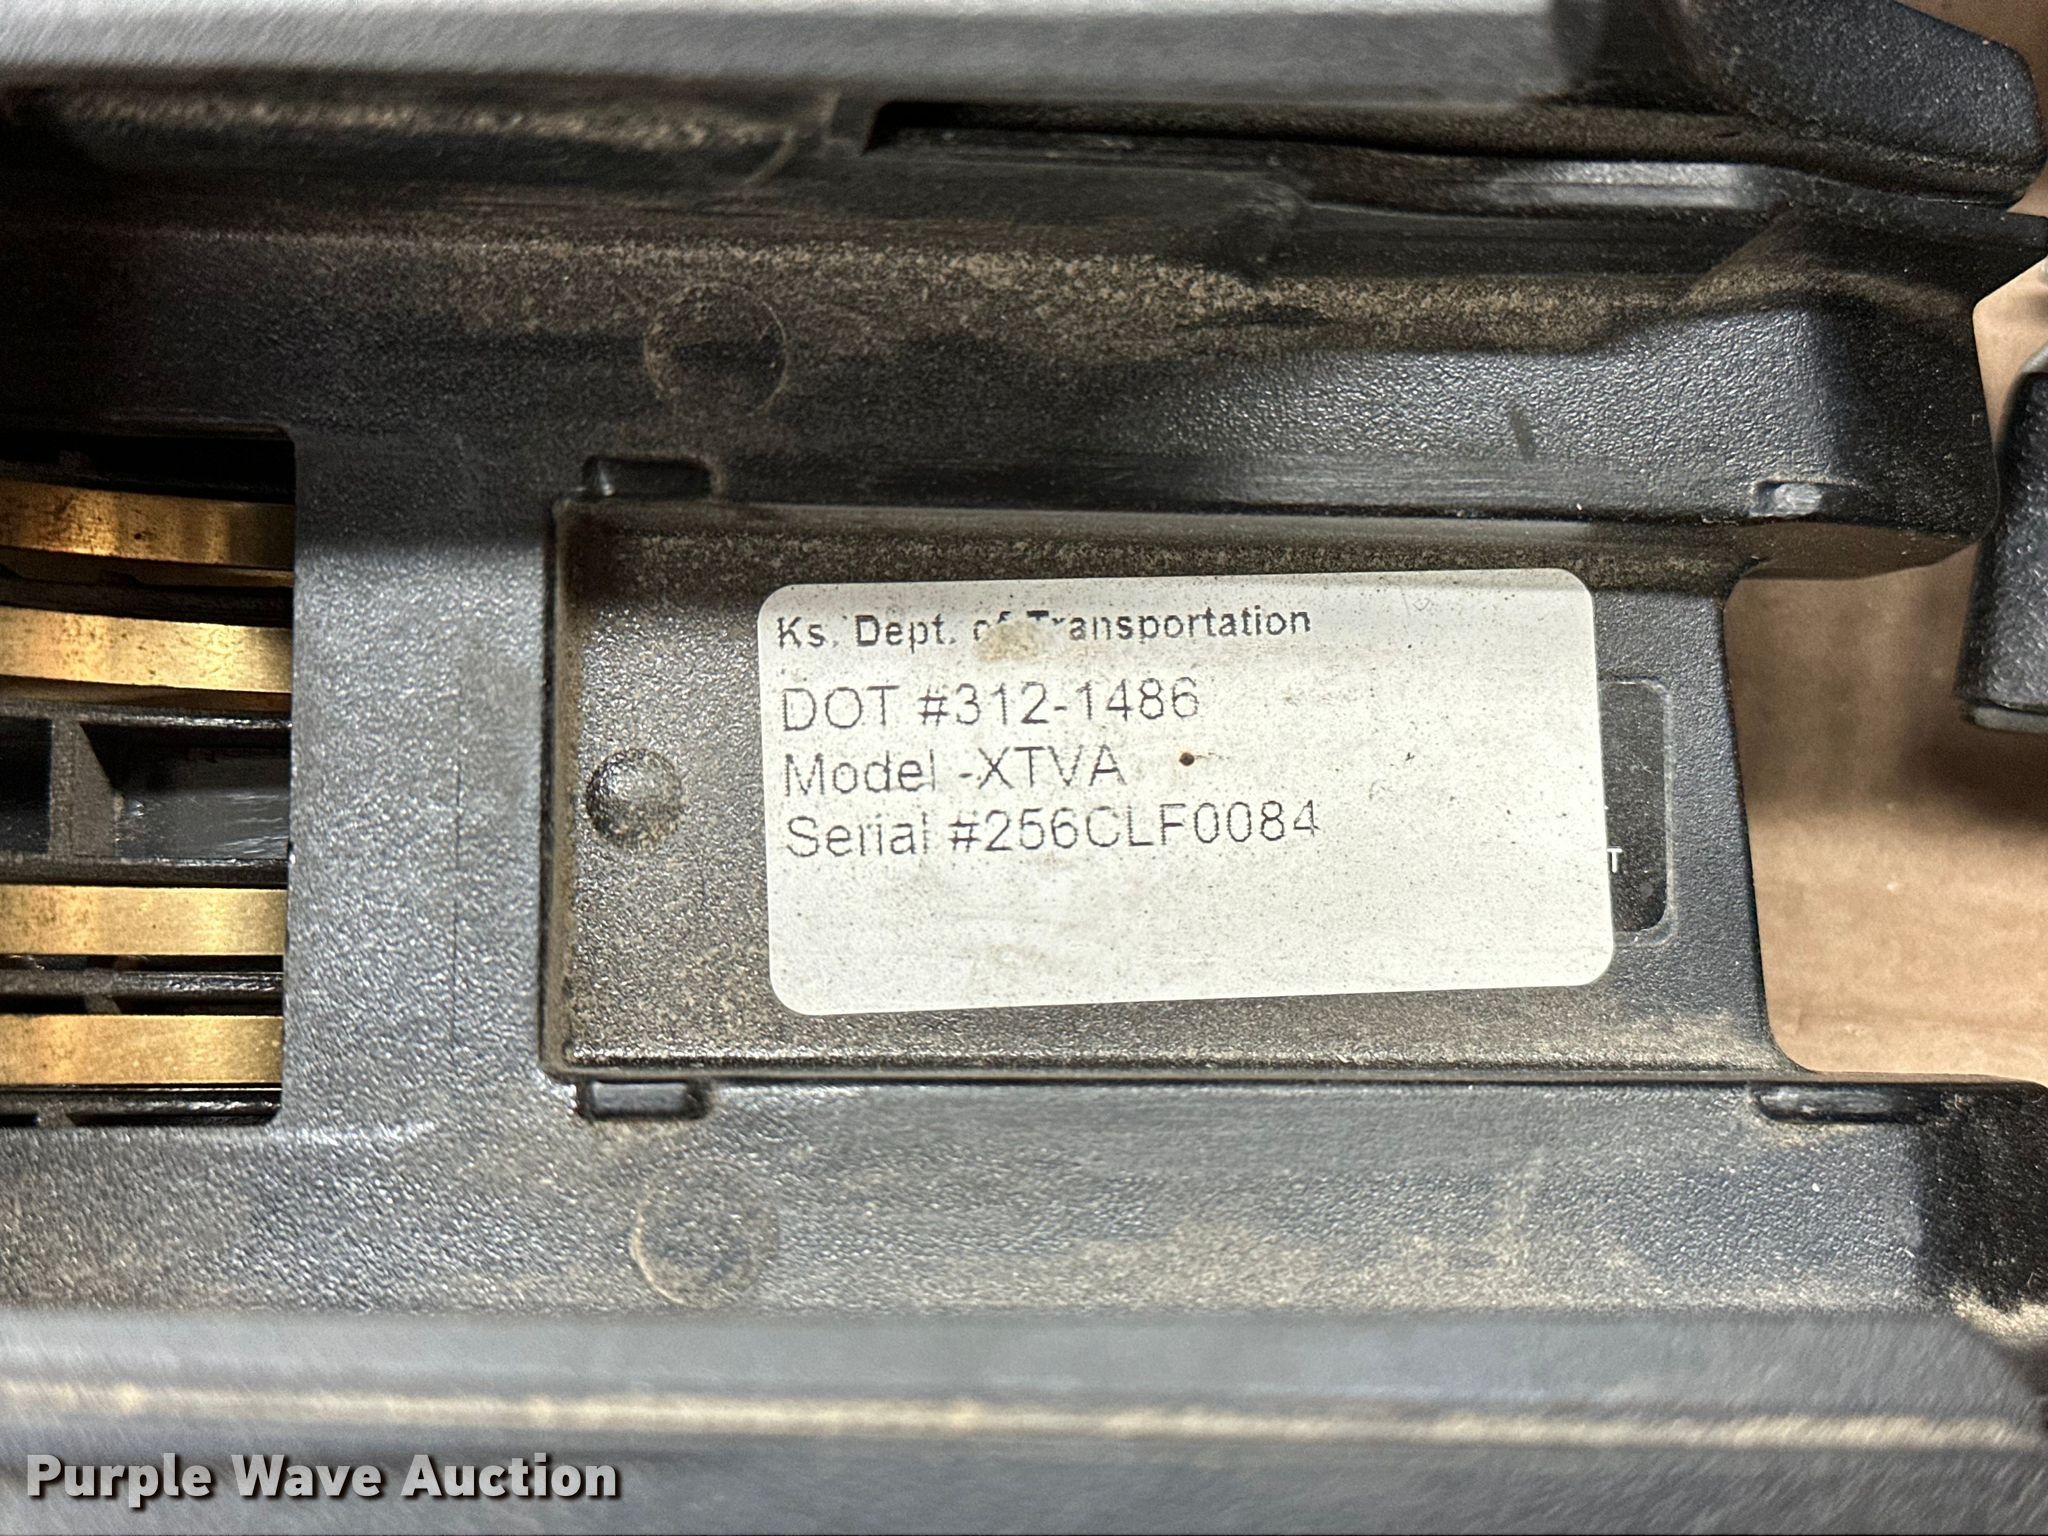 Ks. Dept. of Transportation
DOT #312-1486
Model -XTVA
Serial #256CLF0084
T
Purple Wave Auction